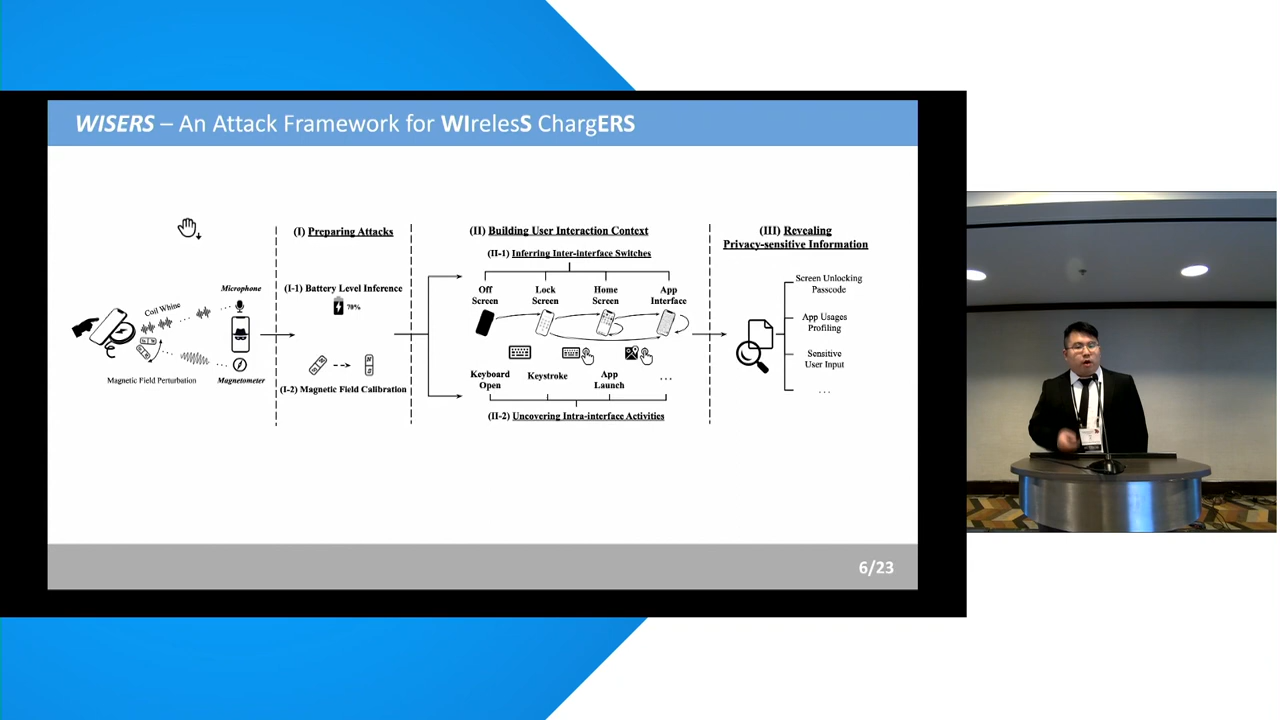 WISERS – An Attack Framework for WIrelesS ChargERS
Coil Whine
Microphone
Magnetic Field Perturbation
Magnetometer
(I) Preparing Attacks
(I-1) Battery Level Inference
70%
(I-2) Magnetic Field Calibration
(II) Building User Interaction Context
(II-1) Inferring Inter-interface Switches
Off
Screen
Lock
Screen
Home
Screen
App
Interface
Keyboard
Open
Keystroke
App
Launch
...
(II-2) Uncovering Intra-interface Activities
(III) Revealing
Privacy-sensitive Information
Screen Unlocking
Passcode
App Usages
Profiling
Sensitive
User Input
...
6/23